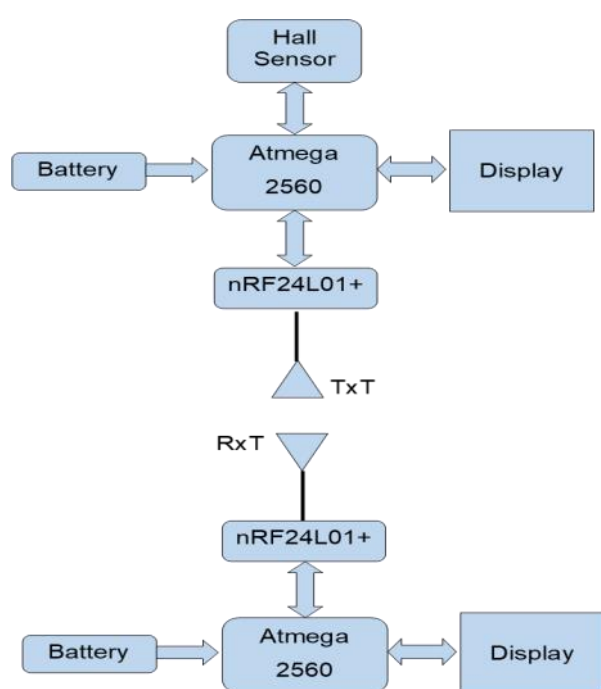 Hall
Sensor
Battery
Atmega
2560
Display
nRF24L01+
TxT
RxT
nRF24L01+
Battery
Atmega
2560
Display